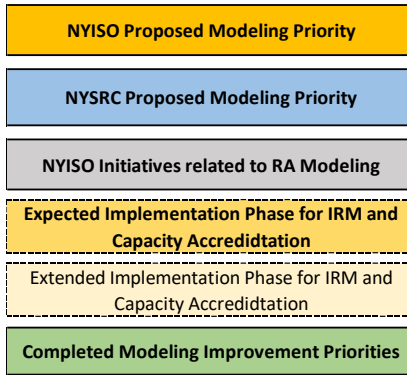 NYISO Proposed Modeling Priority
NYSRC Proposed Modeling Priority
NYISO Initiatives related to RA Modeling
Expected Implementation Phase for IRM and
Capacity Accredidtation
Extended Implementation Phase for IRM and
Capacity Accredidtation
Completed Modeling Improvement Priorities